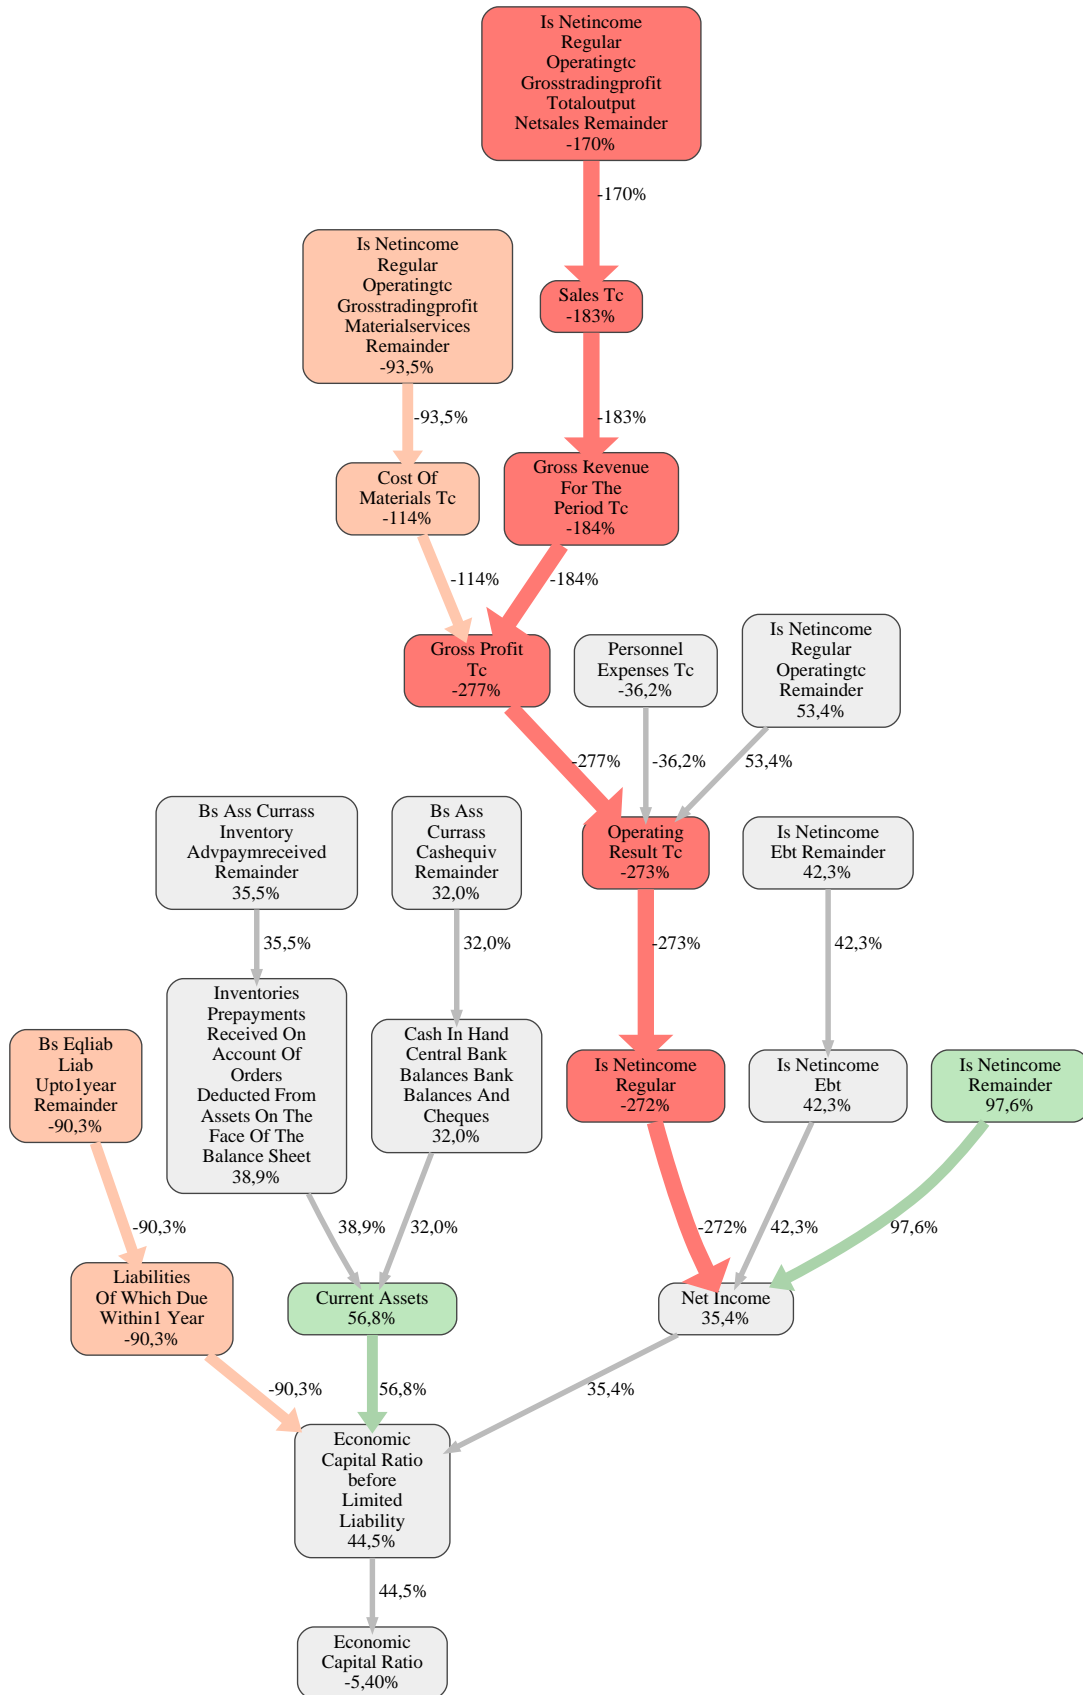 Is Netincome
Regular
Operatingtc
Grosstradingprofit
Totaloutput
Netsales Remainder
-170%
-170%
Is Netincome
Regular
Operatingtc
Grosstradingprofit
Materialservices
Remainder
-93,5%
Sales Tc
-183%
-93,5%
-183%
Cost Of
Materials Tc
-114%
Gross Revenue
For The
Period Tc
-184%
-114%
-184%
Gross Profit
Tc
-277%
Personnel
Expenses Tc
-36,2%
Is Netincome
Regular
Operatingtc
Remainder
53,4%
-277%
-36,2%
53,4%
Bs Ass Currass
Inventory
Advpaymreceived
Remainder
35,5%
Bs Ass
Currass
Cashequiv
Remainder
32,0%
Operating
Result Tc
-273%
Is Netincome
Ebt Remainder
42,3%
35,5%
32,0%
-273%
42,3%
Bs Eqliab
Liab
Upto1year
Remainder
-90,3%
Inventories
Prepayments
Received On
Account Of
Orders
Deducted From
Assets On The
Face Of The
Balance Sheet
38,9%
Cash In Hand
Central Bank
Balances Bank
Balances And
Cheques
32,0%
Is Netincome
Regular
-272%
Is Netincome
Ebt
42,3%
Is Netincome
Remainder
97,6%
-90,3%
38,9%
32,0%
-272%
42,3%
97,6%
Liabilities
Of Which Due
Within1 Year
-90,3%
Current Assets
56,8%
Net Income
35,4%
-90,3%
56,8%
35,4%
Economic
Capital Ratio
before
Limited
Liability
44,5%
44,5%
Economic
Capital Ratio
-5,40%